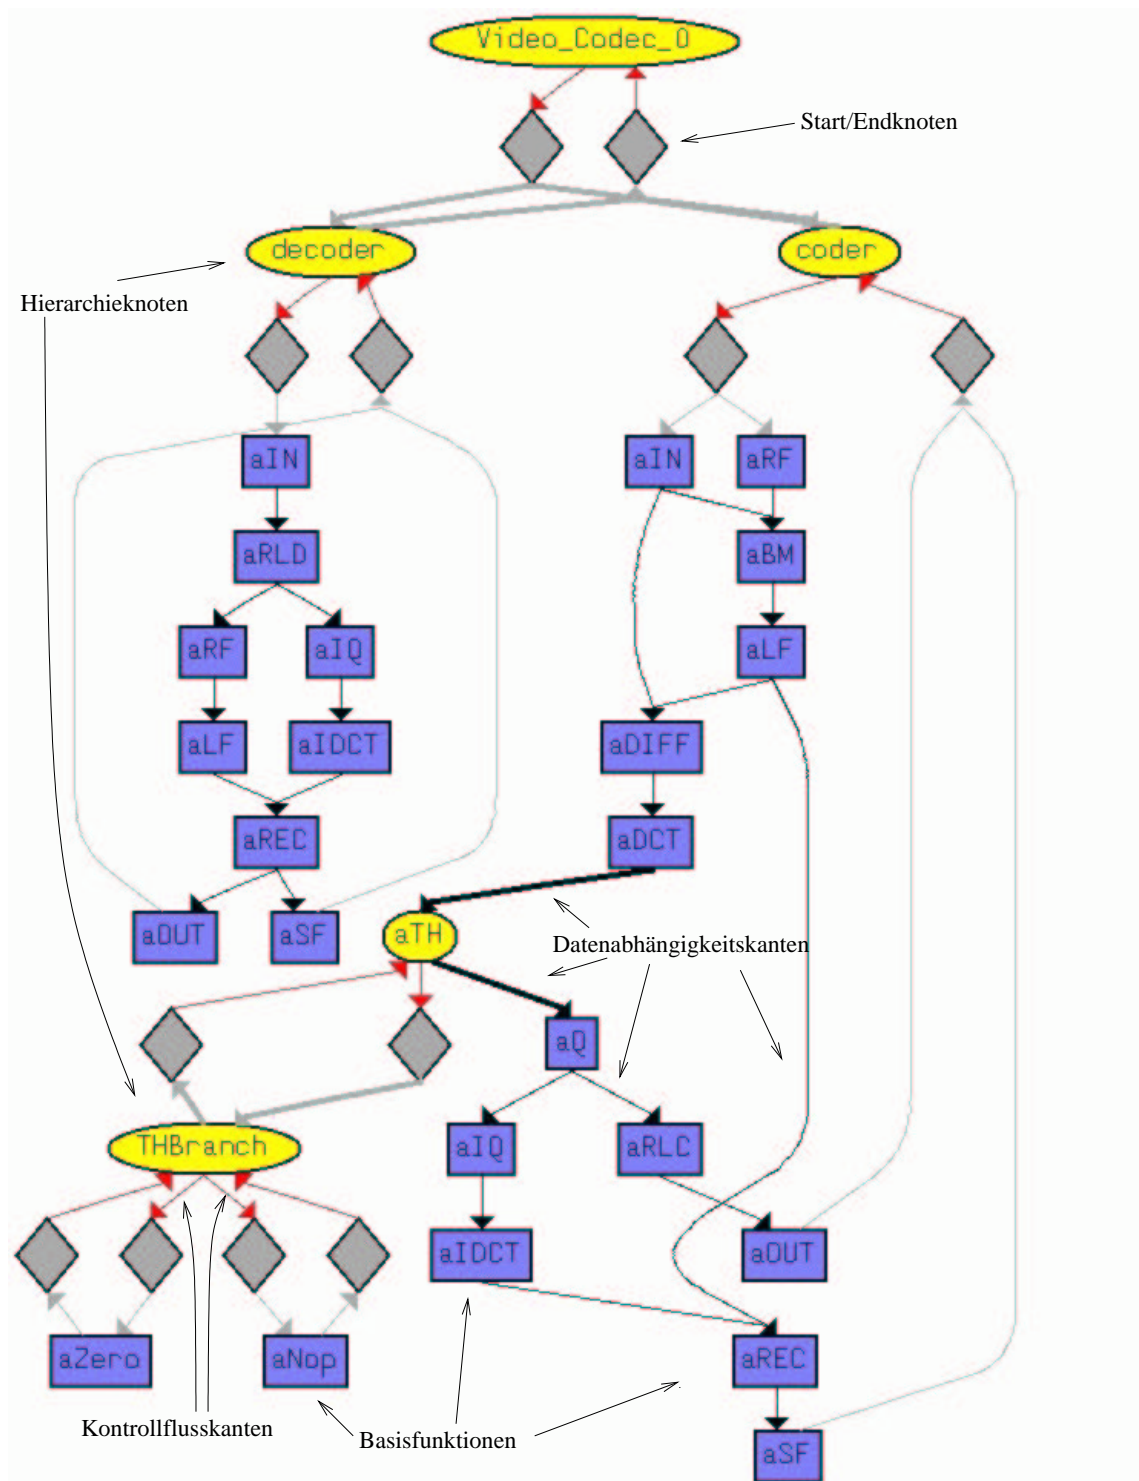 Video_Codec_0
Start/Endknoten
decoder
coder
Hierarchieknoten
aIN
aIN
aRF
aRLD
aBM
aRF
aIQ
aLF
aLF
aIDCT
aDIFF
aREC
aDCT
aOUT
aSF
aTH
Datenabhängigkeitskanten
aQ
THBranch
aIQ
aRLC
aIDCT
aOUT
aZero
aNop
aREC
Kontrollflusskanten
Basisfunktionen
aSF